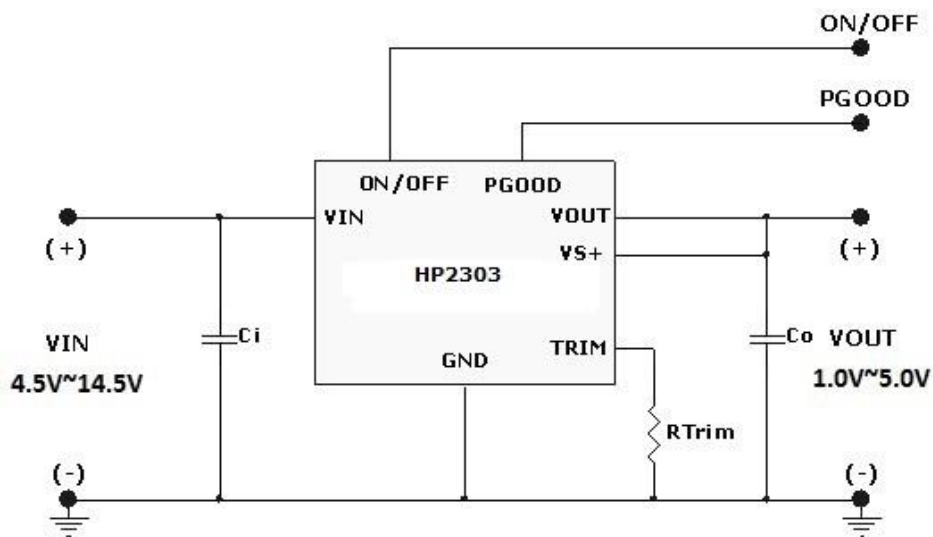 ON/OFF
PGOOD
ON/OFF PGOOD
VIN VOUT
(+) (+)
VS+
HP2303
Ci Co
VIN VOUT
TRIM
GND
4.5V~14.5V 1.0V~5.0V
RTrim
(-) (-)